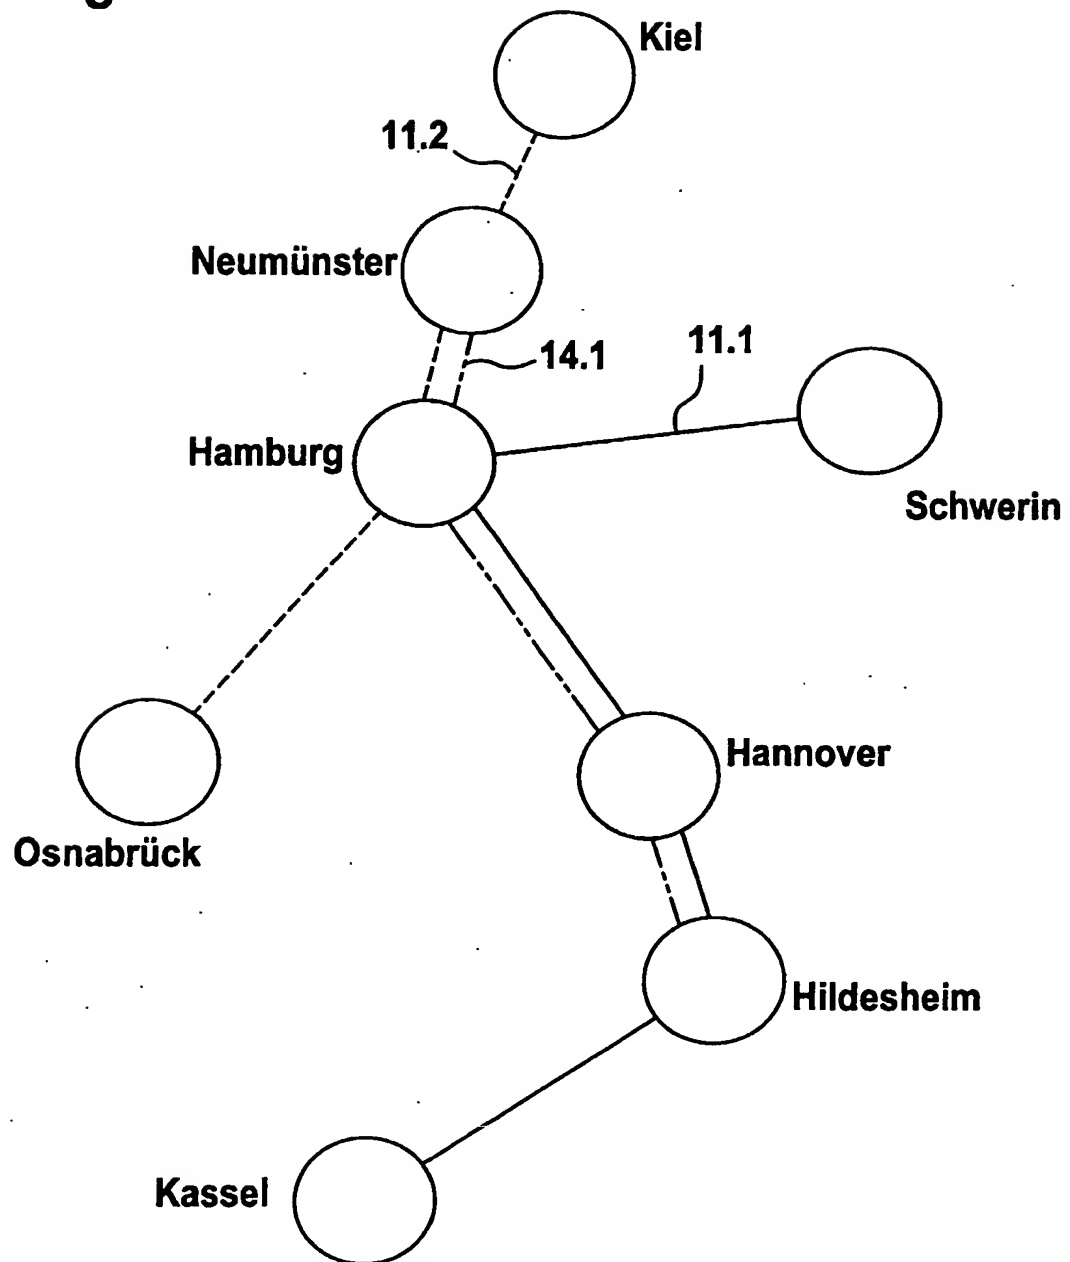 Kiel
11.2
Neumünster
14.1
11.1
Hamburg
Schwerin
Hannover
Osnabrück
Hildesheim
Kassel